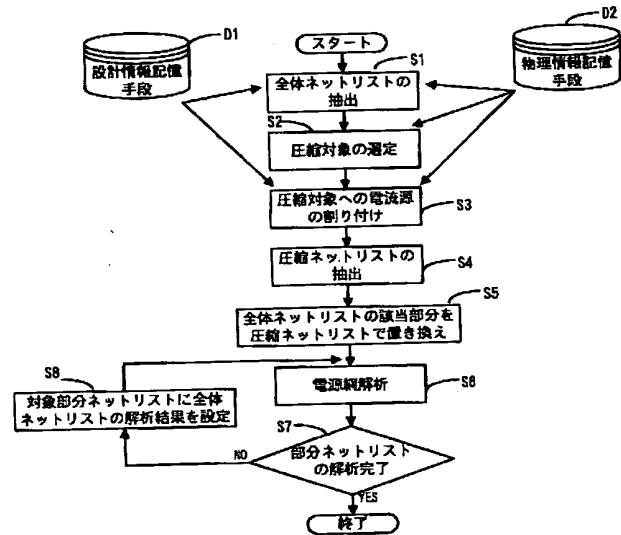 D1
設計情報記憶
手段
D2
物理情報記憶
手段
スタート
S1
全体ネットリストの
抽出
S2
圧縮対象の選定
圧縮対象への電流源
の割り付け
S3
圧縮ネットリストの
抽出
S4
S5
全体ネットリストの該当部分を
圧縮ネットリストで置き換え
S8
対象部分ネットリストに全体
ネットリストの解析結果を設定
電源網解析
S6
S7
部分ネットリスト
の解析完了
NO
YES
終了